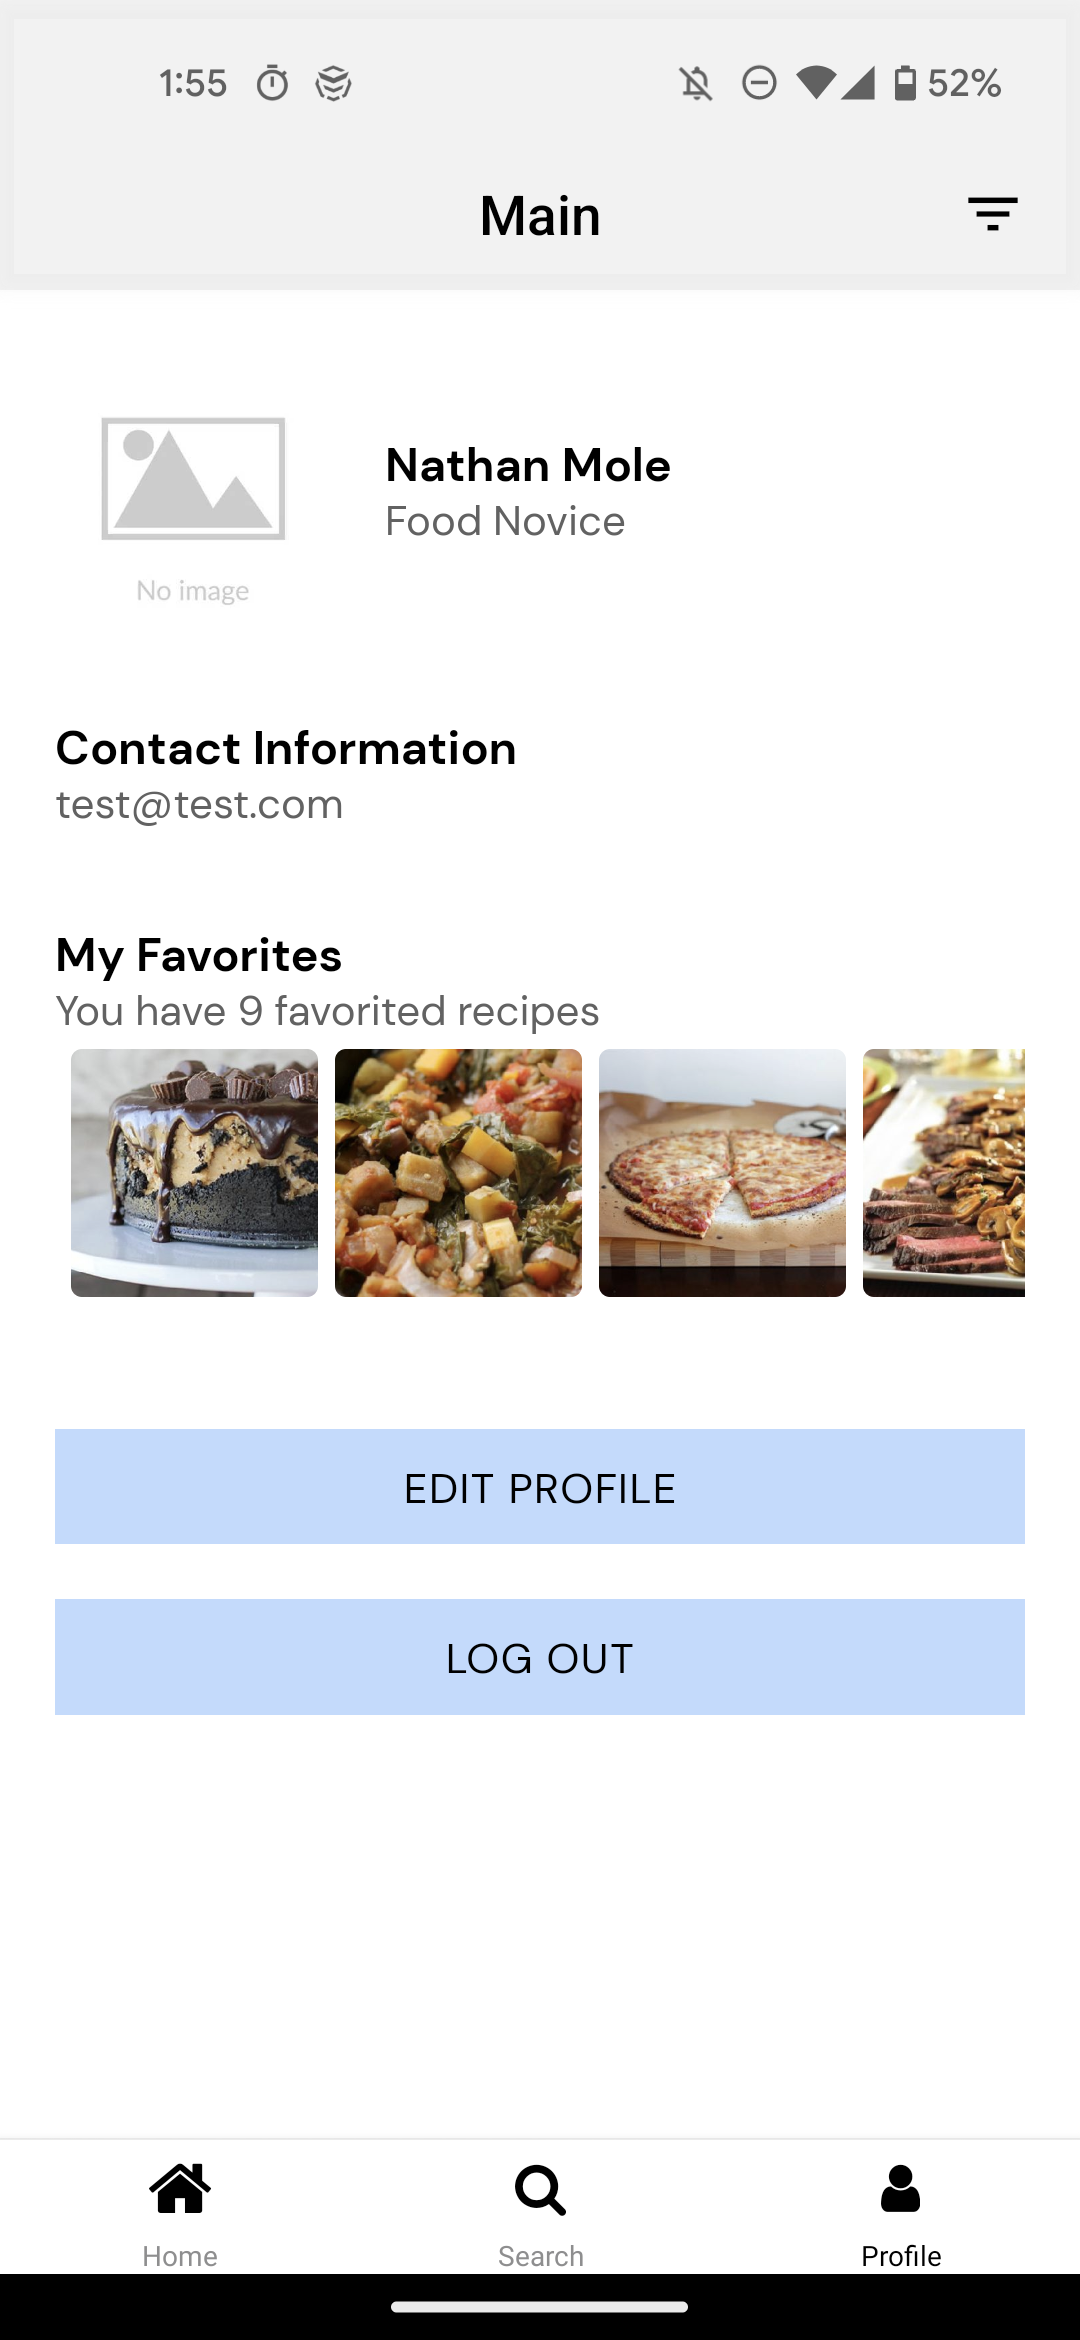 1:55
52%
Main
No image
Nathan Mole
Food Novice
Contact Information
test@test.com
My Favorites
You have 9 favorited recipes
EDIT PROFILE
LOG OUT
Home
Search
Profile